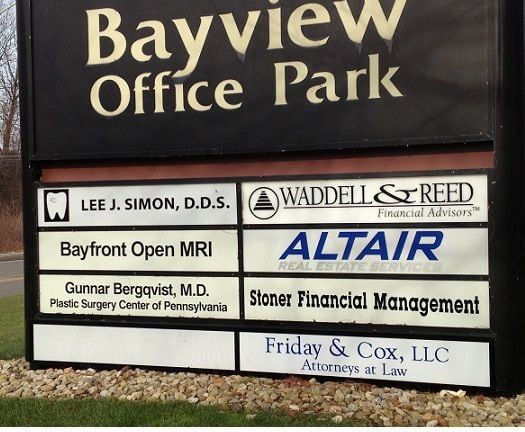 Bayview
Office Park
LEE J. SIMON, D.D.S.
WADDELL & REED
Financial Advisors℠
Bayfront Open MRI
ALTAIR
REAL ESTATE SERVICES
Gunnar Bergqvist, M.D.
Plastic Surgery Center of Pennsylvania
Stoner Financial Management
Friday & Cox, LLC
Attorneys at Law